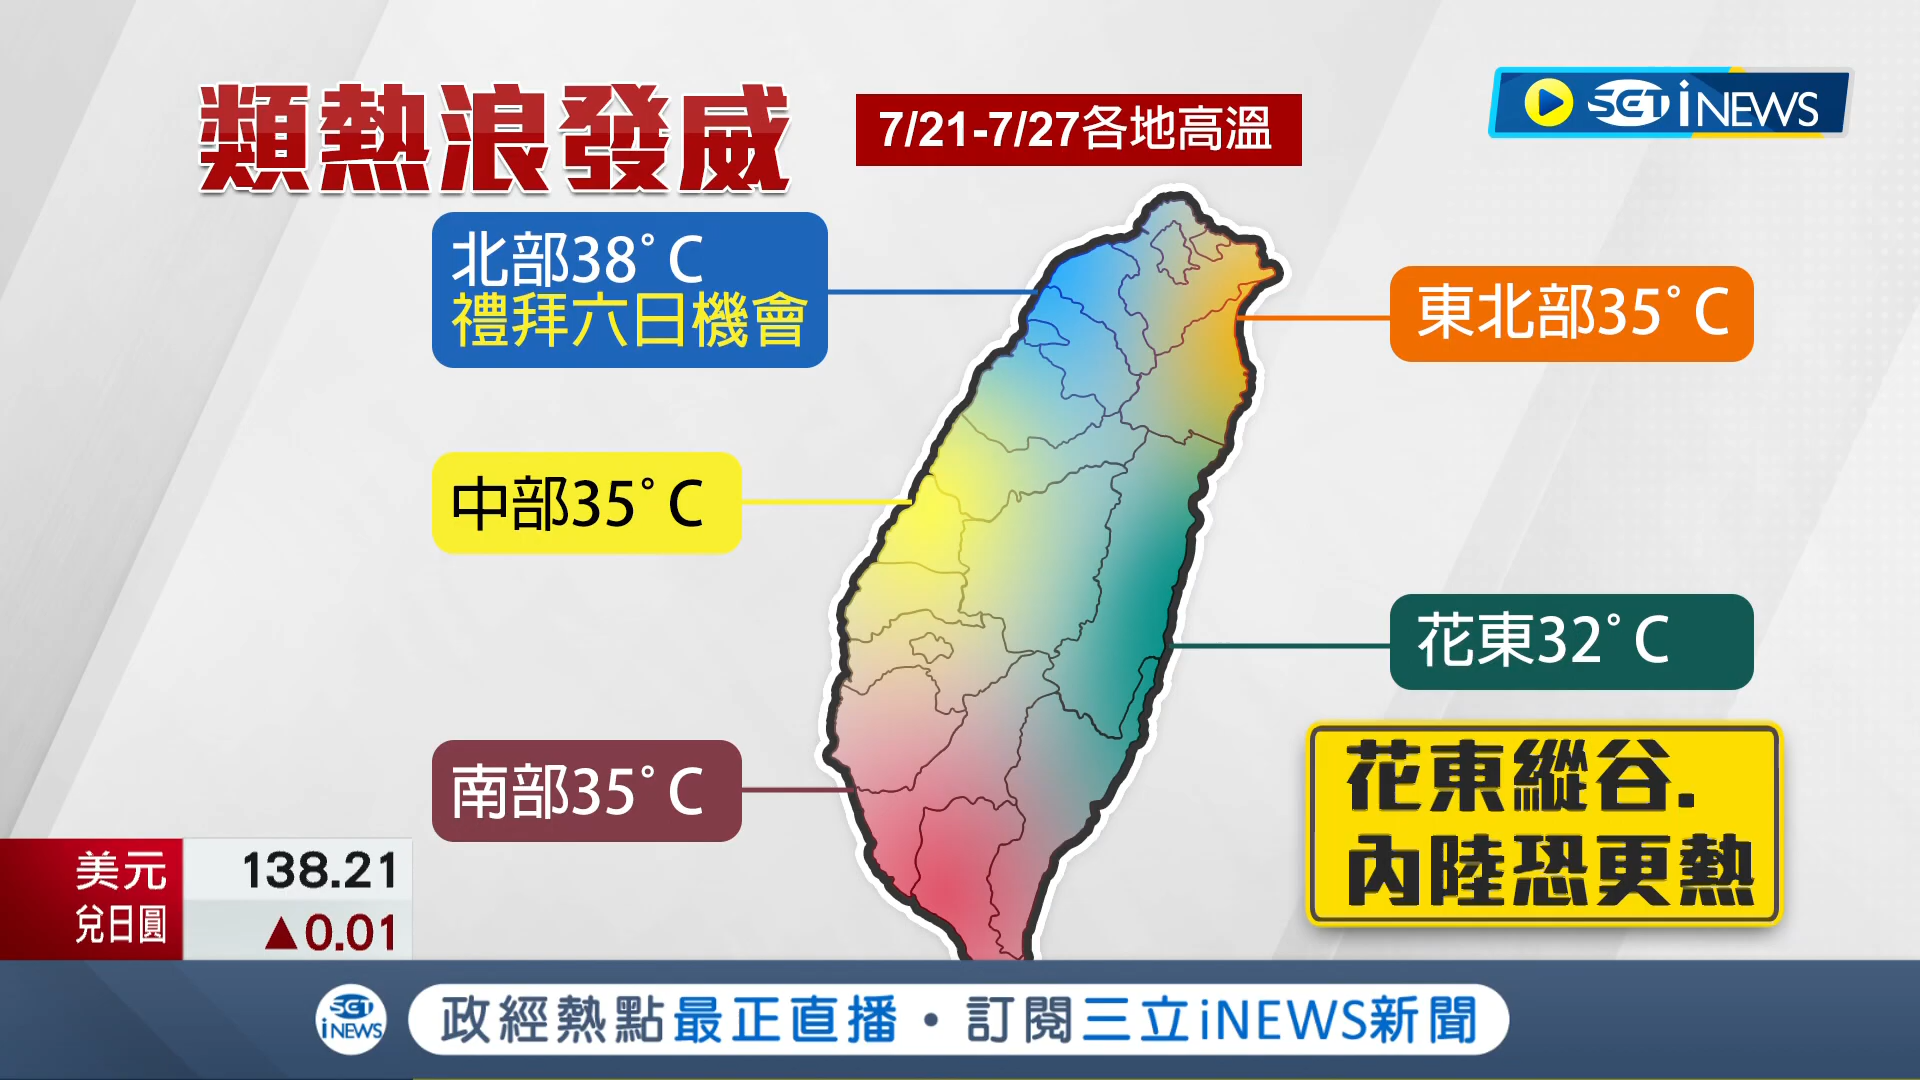 類熱浪發威
7/21-7/27各地高溫
SET iNEWS
北部38°C
禮拜六日機會
東北部35°C
中部35°C
花東32°C
南部35°C
花東縱谷.
內陸恐更熱
美元
兌日圓
138.21
▲0.01
SET
iNEWS
政經熱點最正直播・訂閱三立iNEWS新聞